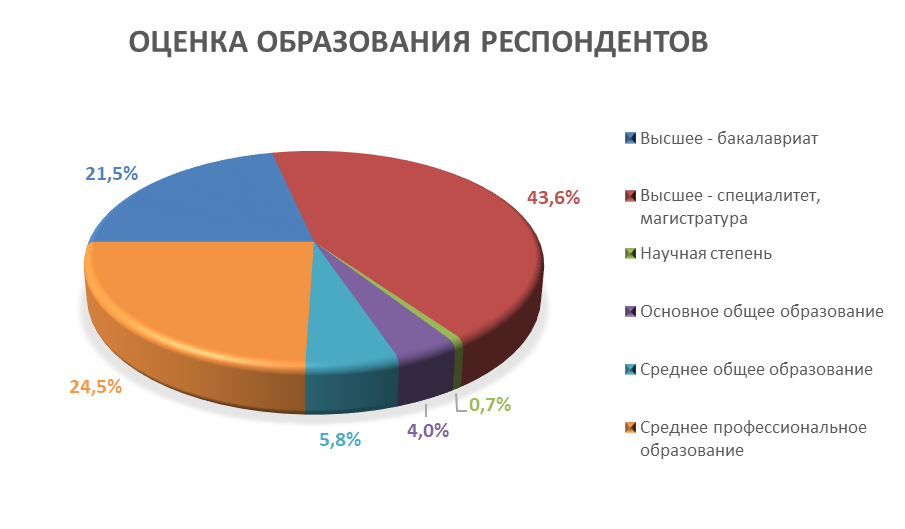 ОЦЕНКА ОБРАЗОВАНИЯ РЕСПОНДЕНТОВ
21,5%
43,6%
24,5%
5,8%
4,0%
0,7%
Высшее - бакалавриат
Высшее - специалитет,
магистратура
Научная степень
Основное общее образование
Среднее общее образование
Среднее профессиональное
образование